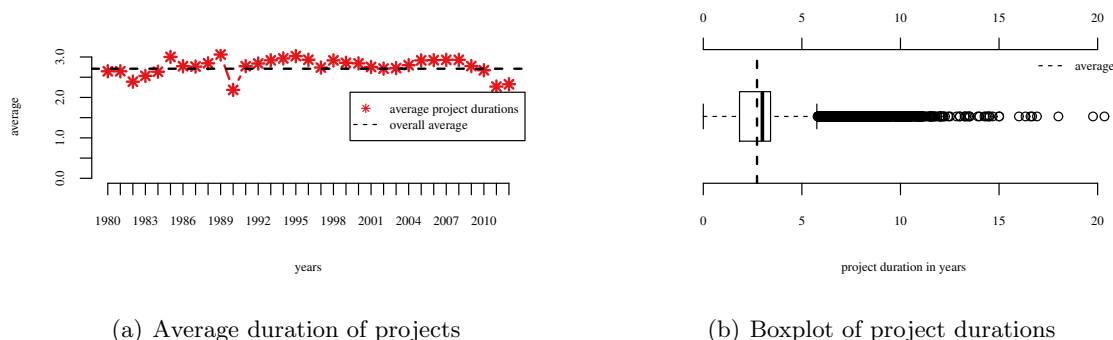 average
3.0
2.0
1.0
0.0
average project durations
overall average
1980 1983 1986 1989 1992 1995 1998 2001 2004 2007 2010
years
(a) Average duration of projects
0 5 10 15 20
average
0 5 10 15 20
project duration in years
(b) Boxplot of project durations